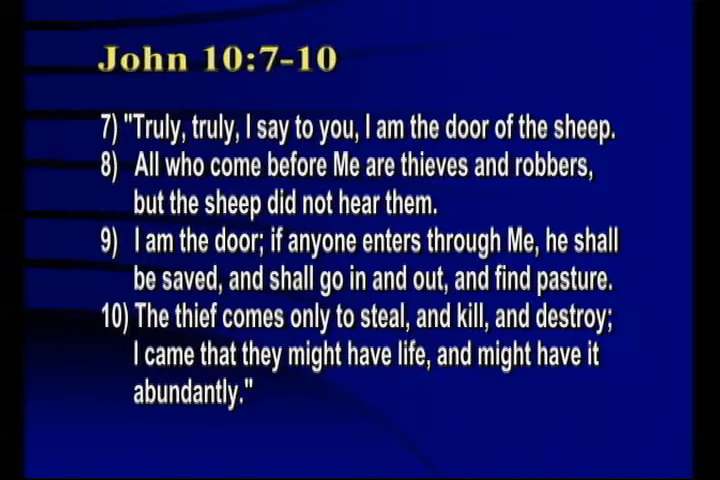 John 10:7-10
7) "Truly, truly, I say to you, I am the door of the sheep.
8) All who come before Me are thieves and robbers,
but the sheep did not hear them.
9) I am the door; if anyone enters through Me, he shall
be saved, and shall go in and out, and find pasture.
10) The thief comes only to steal, and kill, and destroy;
I came that they might have life, and might have it
abundantly."